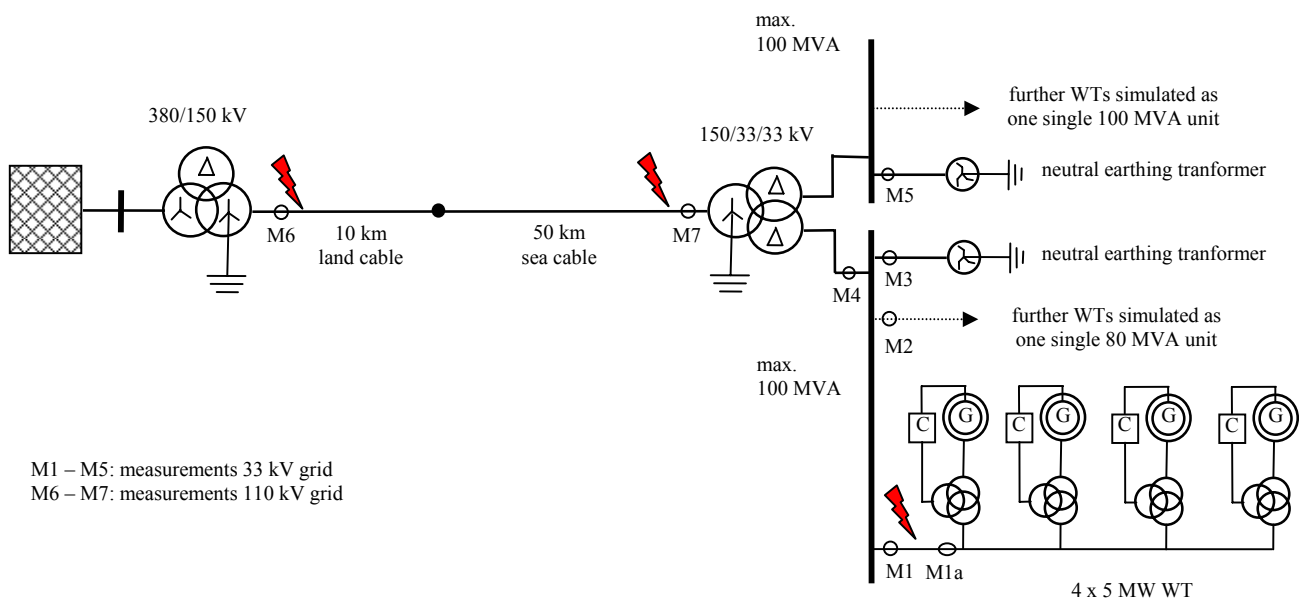 max.
100 MVA
380/150 kV
150/33/33 kV
further WTs simulated as
one single 100 MVA unit
Δ
Δ
Δ
neutral earthing tranformer
M5
M6
10 km
land cable
50 km
sea cable
M7
M4
M3
neutral earthing tranformer
further WTs simulated as
one single 80 MVA unit
M2
max.
100 MVA
C G C G C G C G
M1 – M5: measurements 33 kV grid
M6 – M7: measurements 110 kV grid
M1 M1a
4 x 5 MW WT